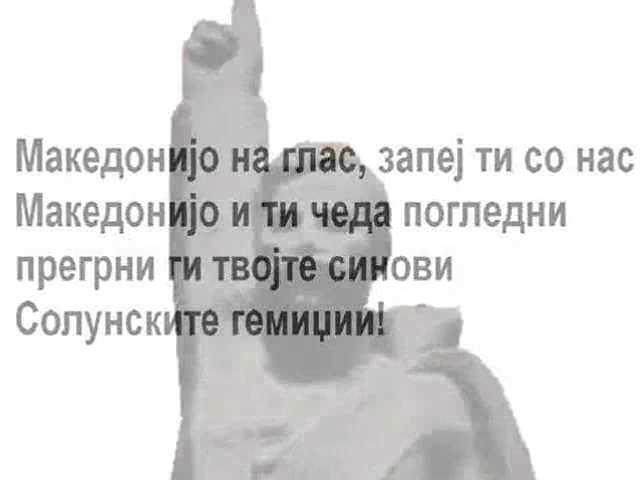 Македонијо на глас, запеј ти со нас
Македонијо и ти чеда погледни
прегрни ги твојте синови
Солунските гемиџии!